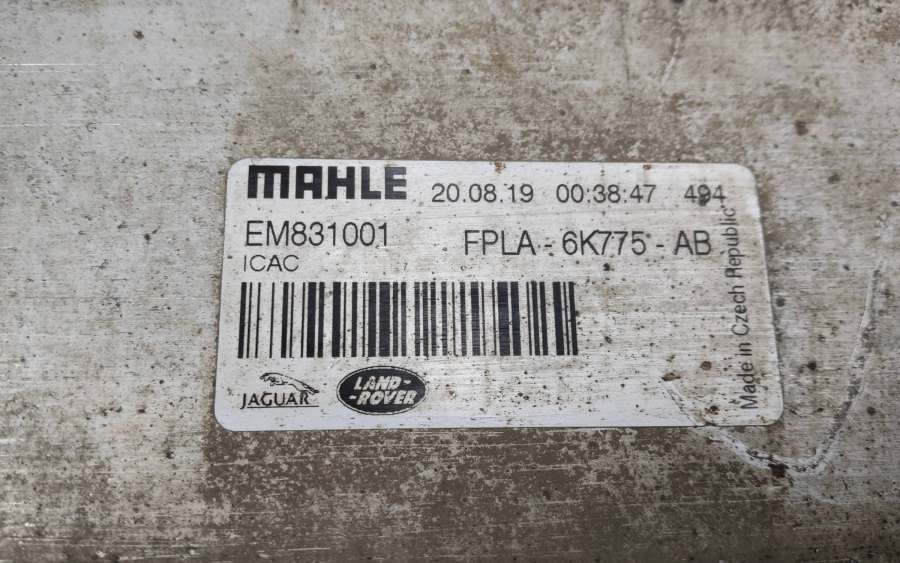 MAHLE 20.08.19 00:38:47 494
EM831001 FPLA - 6K775 - AB
ICAC
JAGUAR LAND-
-ROVER
Made in Czech Republic